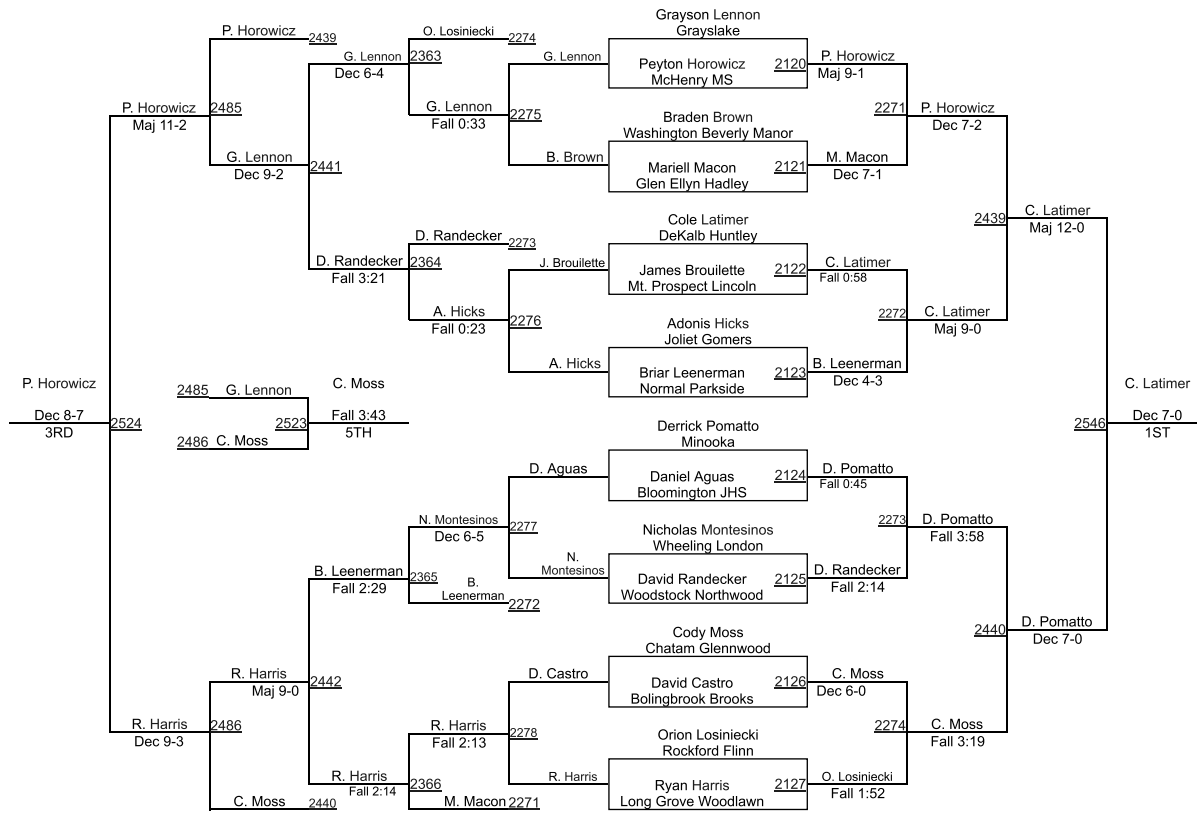 Grayson Lennon
Grayslake
P. Horowicz
2439
O. Losiniecki
2274
G. Lennon
2363
Dec 6-4
G. Lennon
Peyton Horowicz
2120
McHenry MS
P. Horowicz
Maj 9-1
P. Horowicz
2485
Maj 11-2
G. Lennon
2275
Fall 0:33
Braden Brown
Washington Beverly Manor
2271
P. Horowicz
Dec 7-2
G. Lennon
2441
Dec 9-2
B. Brown
Mariell Macon
2121
Glen Ellyn Hadley
M. Macon
Dec 7-1
Cole Latimer
DeKalb Huntley
2439
C. Latimer
Maj 12-0
D. Randecker
2273
D. Randecker
2364
Fall 3:21
J. Brouilette
James Brouilette
2122
Mt. Prospect Lincoln
C. Latimer
Fall 0:58
A. Hicks
2276
Fall 0:23
Adonis Hicks
Joliet Gomers
2272
C. Latimer
Maj 9-0
A. Hicks
Briar Leenerman
2123
Normal Parkside
B. Leenerman
Dec 4-3
P. Horowicz
Dec 8-7
2524
3RD
2485
G. Lennon
C. Moss
2523
Fall 3:43
5TH
2486
C. Moss
C. Latimer
2546
Dec 7-0
1ST
Derrick Pomatto
Minooka
D. Aguas
Daniel Aguas
2124
Bloomington JHS
D. Pomatto
Fall 0:45
N. Montesinos
2277
Dec 6-5
Nicholas Montesinos
Wheeling London
2273
D. Pomatto
Fall 3:58
B. Leenerman
2365
Fall 2:29
N.
Montesinos
David Randecker
2125
Woodstock Northwood
D. Randecker
Fall 2:14
B.
Leenerman
2272
Cody Moss
Chatam Glennwood
2440
D. Pomatto
Dec 7-0
R. Harris
2442
Maj 9-0
D. Castro
David Castro
2126
Bolingbrook Brooks
C. Moss
Dec 6-0
R. Harris
2486
Dec 9-3
R. Harris
2278
Fall 2:13
Orion Losiniecki
Rockford Flinn
2274
C. Moss
Fall 3:19
R. Harris
2366
Fall 2:14
R. Harris
Ryan Harris
2127
Long Grove Woodlawn
O. Losiniecki
Fall 1:52
C. Moss
2440
M. Macon
2271